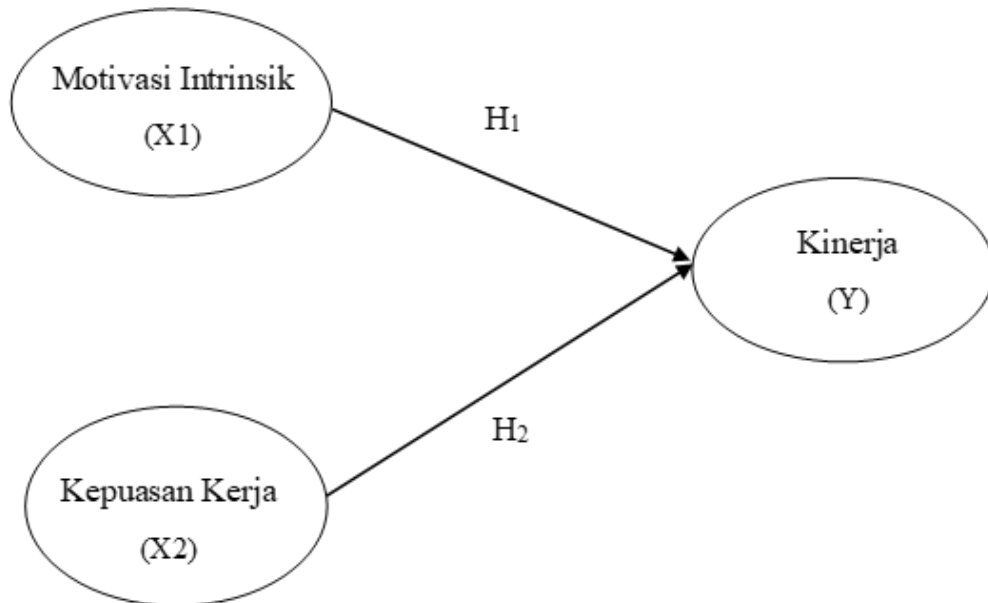 Motivasi Intrinsik
(X1)
H₁
Kinerja
(Y)
H₂
Kepuasan Kerja
(X2)